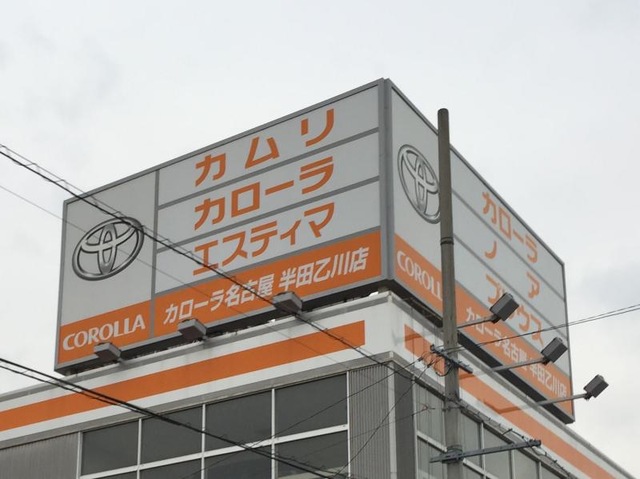 カムリ
カローラ
エスティマ
COROLLA
カローラ名古屋 半田乙川店
カローラ
ノア
プリウス
COROLLA
カローラ名古屋 半田乙川店